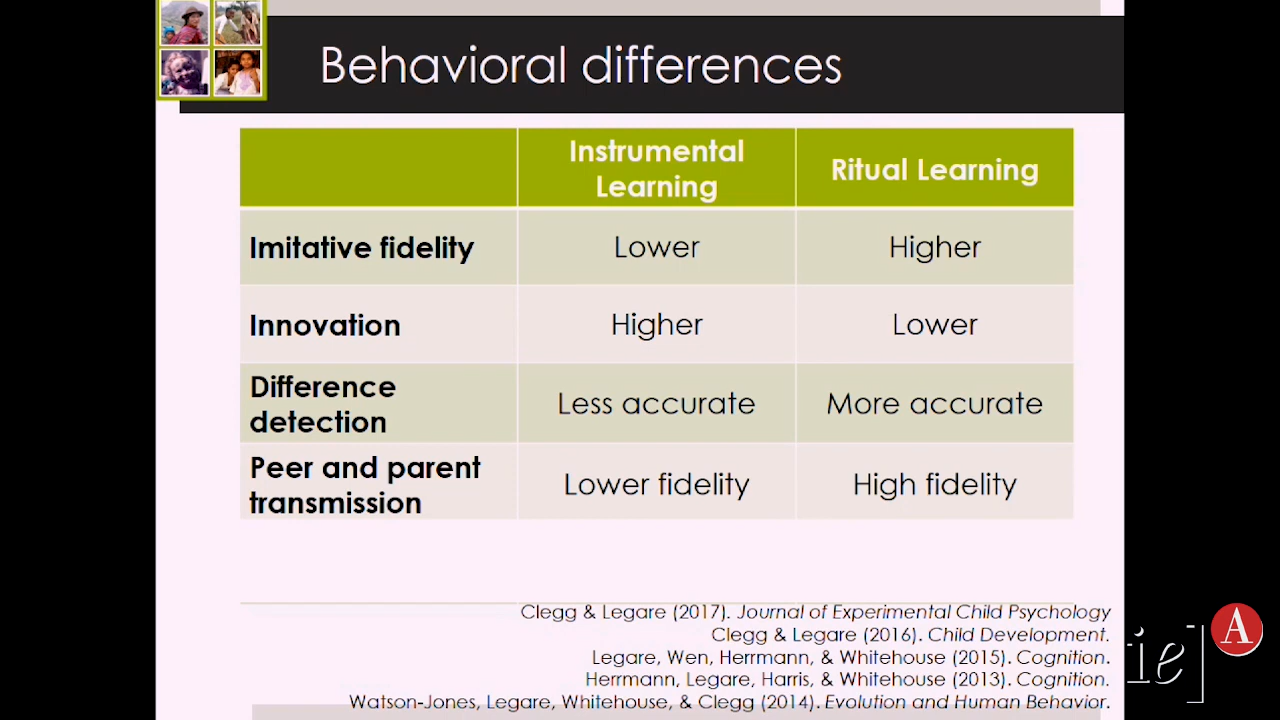 Behavioral differences
Instrumental
Learning
Ritual Learning
Imitative fidelity
Lower
Higher
Innovation
Higher
Lower
Difference
detection
Less accurate
More accurate
Peer and parent
transmission
Lower fidelity
High fidelity
Clegg & Legare (2017). Journal of Experimental Child Psychology
Clegg & Legare (2016). Child Development.
Legare, Wen, Herrmann, & Whitehouse (2015). Cognition.
Herrmann, Legare, Harris, & Whitehouse (2013). Cognition.
Watson-Jones, Legare, Whitehouse, & Clegg (2014). Evolution and Human Behavior.
ie]
A